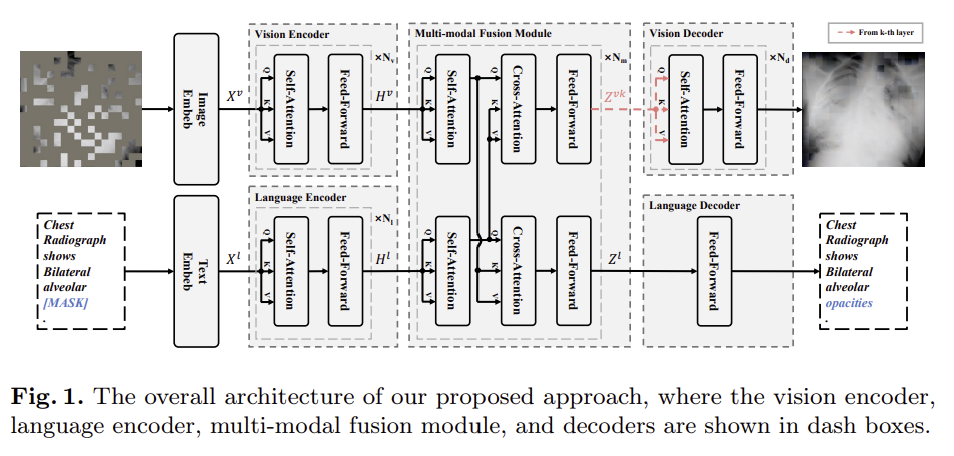 Vision Encoder
Multi-modal Fusion Module
Vision Decoder
From k-th layer
Image
Embeb
X^v
Q
K
V
Self-Attention
Feed-Forward
×N_v
H^v
Q
K
V
Self-Attention
Q
K
V
Cross-Attention
Feed-Forward
×N_m
Z^vk
Q
K
V
Self-Attention
Feed-Forward
×N_d
Chest
Radiograph
shows
Bilateral
alveolar
[MASK]
.
Text
Embeb
X^l
Language Encoder
Q
K
V
Self-Attention
Feed-Forward
×N_l
H^l
Q
K
V
Self-Attention
Q
K
V
Cross-Attention
Feed-Forward
Z^l
Language Decoder
Feed-Forward
Chest
Radiograph
shows
Bilateral
alveolar
opacities
.
Fig. 1. The overall architecture of our proposed approach, where the vision encoder,
language encoder, multi-modal fusion module, and decoders are shown in dash boxes.